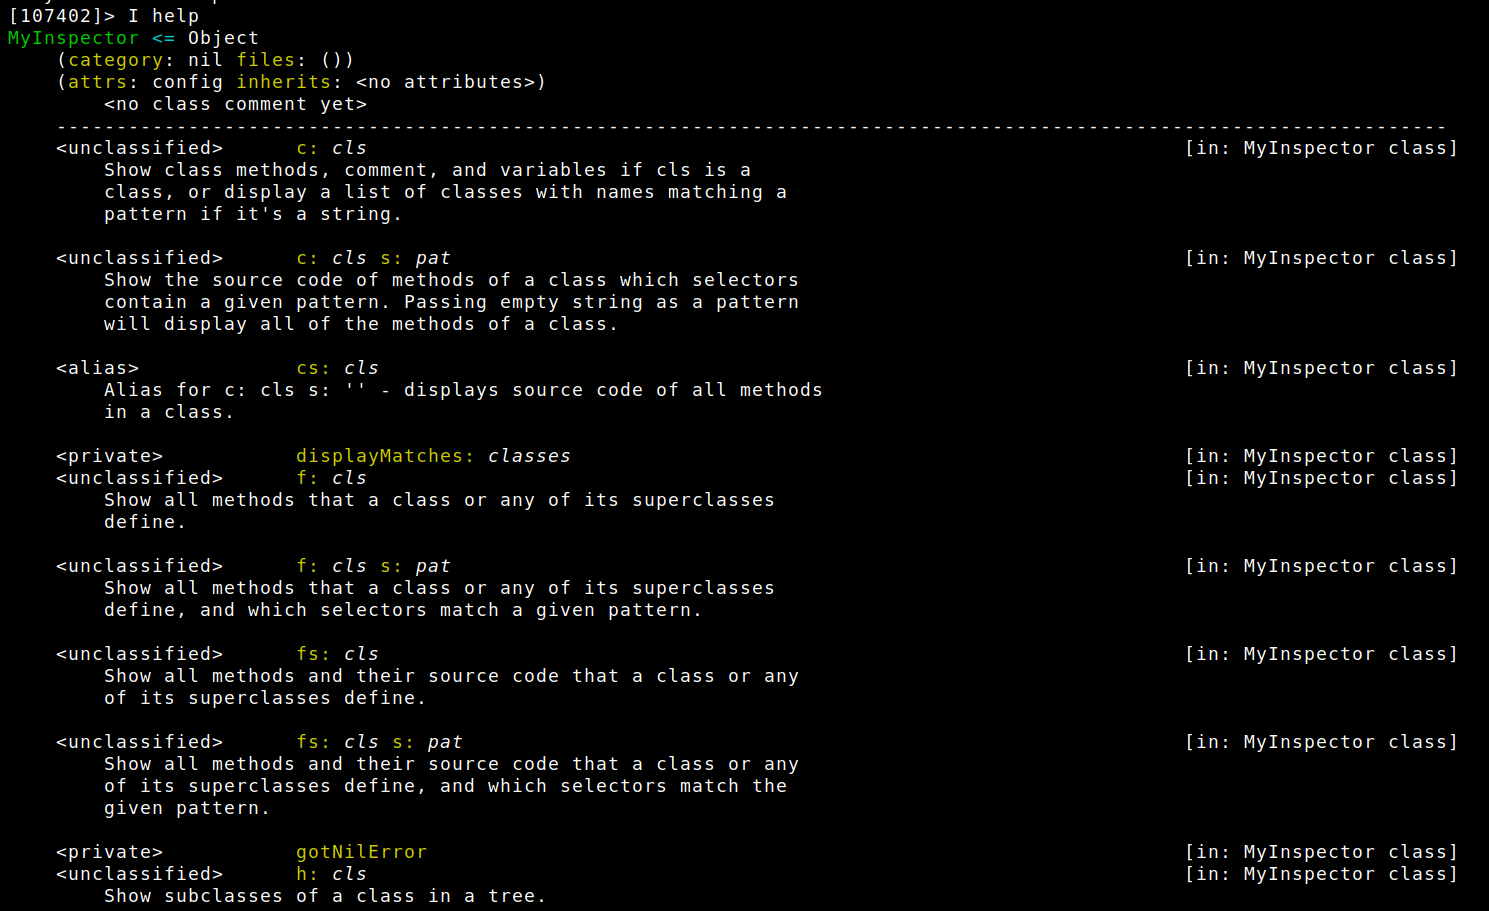 [107402]> I help
MyInspector <= Object
(category: nil files: ())
(attrs: config inherits: <no attributes>)
<no class comment yet>
--------------------------------------------------------------------------------------------------------------------
<unclassified> c: cls [in: MyInspector class]
Show class methods, comment, and variables if cls is a
class, or display a list of classes with names matching a
pattern if it's a string.
<unclassified> c: cls s: pat [in: MyInspector class]
Show the source code of methods of a class which selectors
contain a given pattern. Passing empty string as a pattern
will display all of the methods of a class.
<alias> cs: cls [in: MyInspector class]
Alias for c: cls s: '' - displays source code of all methods
in a class.
<private> displayMatches: classes [in: MyInspector class]
<unclassified> f: cls [in: MyInspector class]
Show all methods that a class or any of its superclasses
define.
<unclassified> f: cls s: pat [in: MyInspector class]
Show all methods that a class or any of its superclasses
define, and which selectors match a given pattern.
<unclassified> fs: cls [in: MyInspector class]
Show all methods and their source code that a class or any
of its superclasses define.
<unclassified> fs: cls s: pat [in: MyInspector class]
Show all methods and their source code that a class or any
of its superclasses define, and which selectors match the
given pattern.
<private> gotNilError [in: MyInspector class]
<unclassified> h: cls [in: MyInspector class]
Show subclasses of a class in a tree.